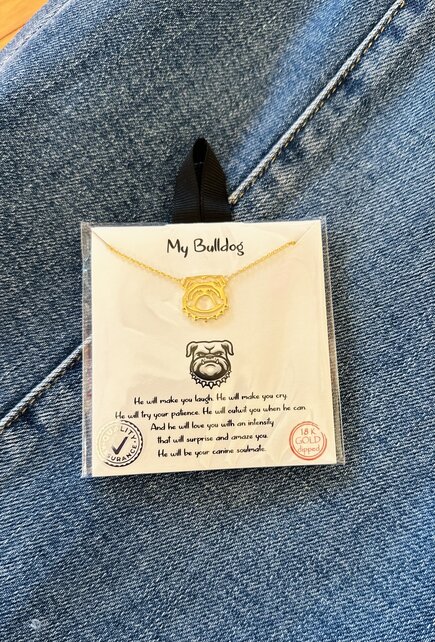 My Bulldog
He will make you laugh. He will make you cry.
He will try your patience. He will outwit you when he can.
And he will love you with an intensity
that will surprise and amaze you.
He will be your canine soulmate.
QUALITY
18K
GOLD
dipped